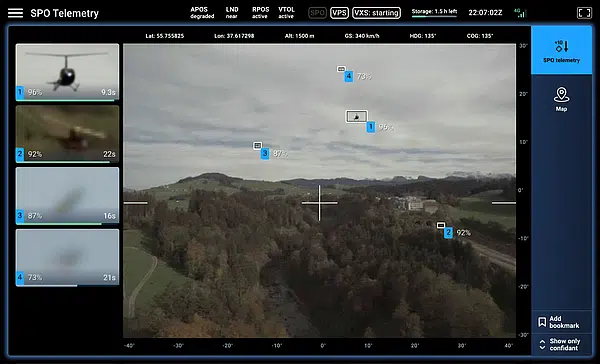 SPO Telemetry
APOS
degraded
LND
near
RPOS
active
VTOL
active
SPO
VPS
VXS: starting
Storage: 1.5 h left
22:07:02Z
4G
Lat: 55.755825
Lon: 37.617298
Alt: 1500 m
GS: 340 km/h
HDG: 135°
COG: 135°
1 96% 9.3s
2 92% 22s
3 87% 16s
4 73% 21s
4 73%
1 96%
3 87%
2 92%
30°
20°
10°
0°
-10°
-20°
-30°
-40° -30° -20° -10° 0° 10° 20° 30° 40°
SPO telemetry
Map
Add
bookmark
Show only
confidant